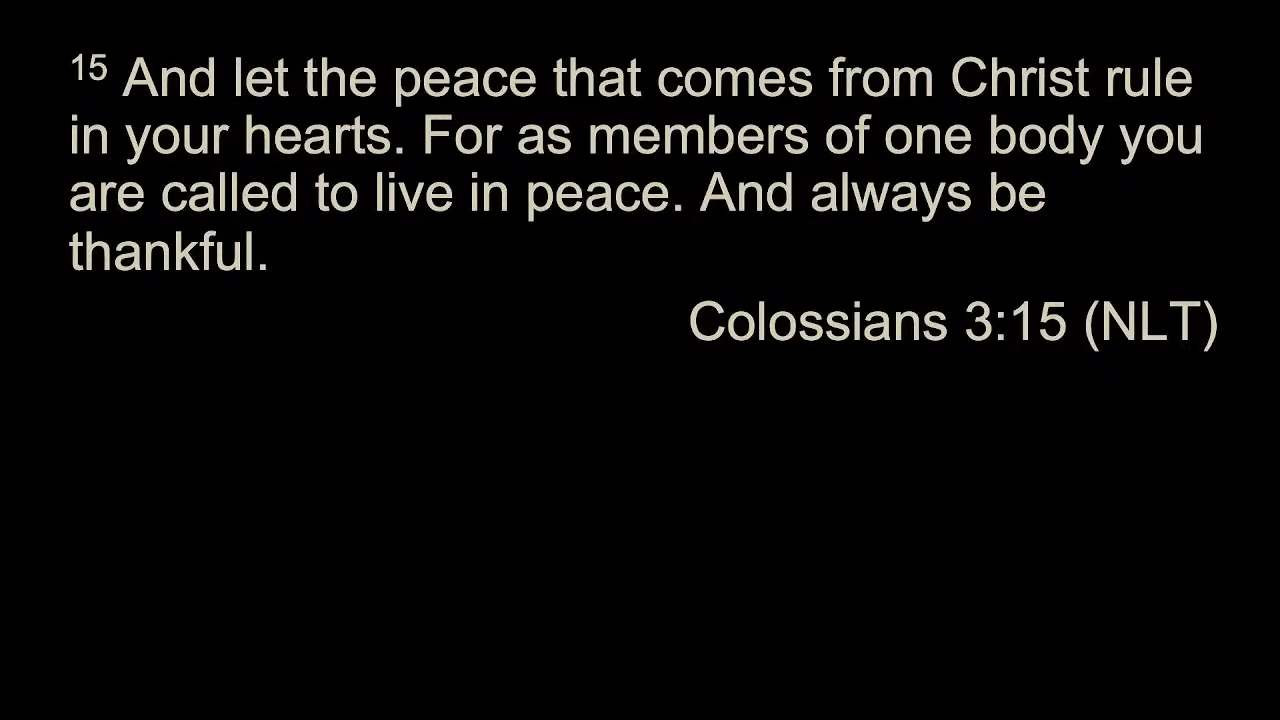 15 And let the peace that comes from Christ rule
in your hearts. For as members of one body you
are called to live in peace. And always be
thankful.
Colossians 3:15 (NLT)